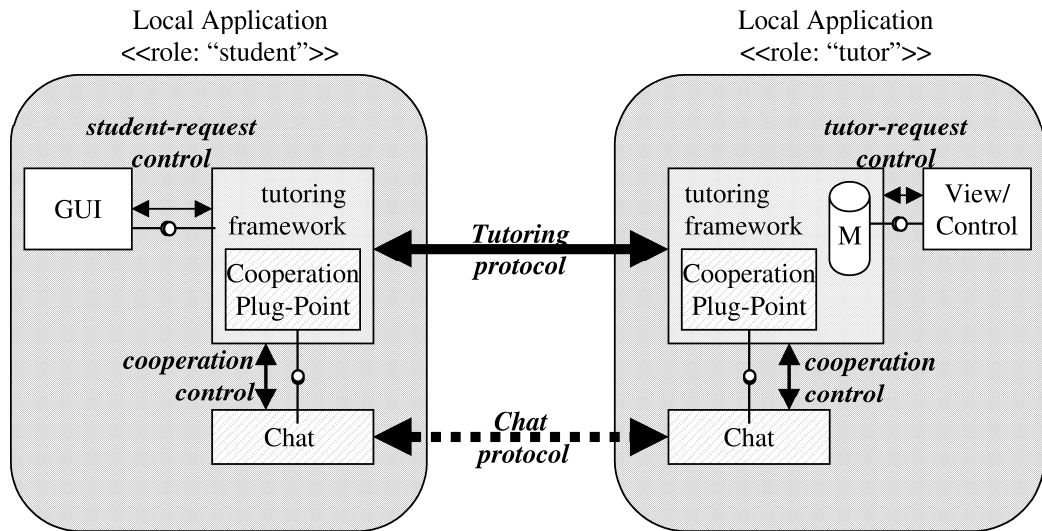 Local Application
<<role: “student”>>
student-request
control
GUI
tutoring
framework
Cooperation
Plug-Point
cooperation
control
Chat
Tutoring
protocol
Chat
protocol
Local Application
<<role: “tutor”>>
tutor-request
control
tutoring
framework
M
View/
Control
Cooperation
Plug-Point
cooperation
control
Chat